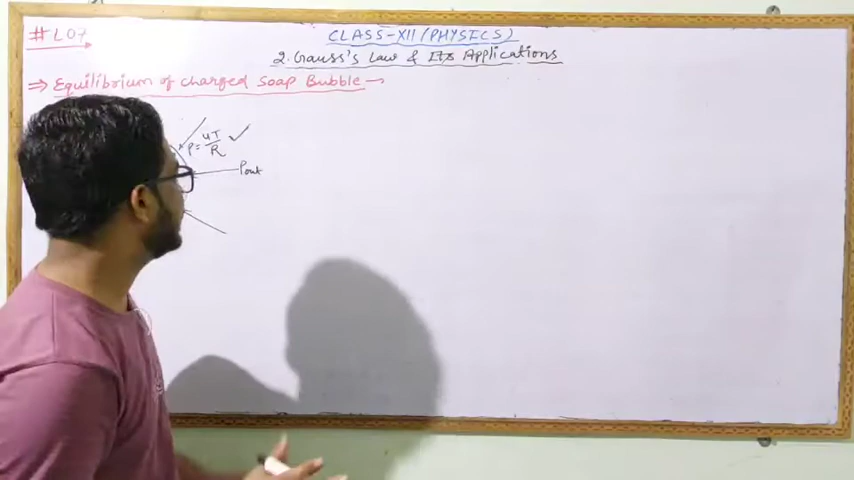 #L07
CLASS-XII (PHYSICS)
2. Gauss's Law & Its Applications
⇒ Equilibrium of charged Soap Bubble →
P = 4T/R ✓
Pout